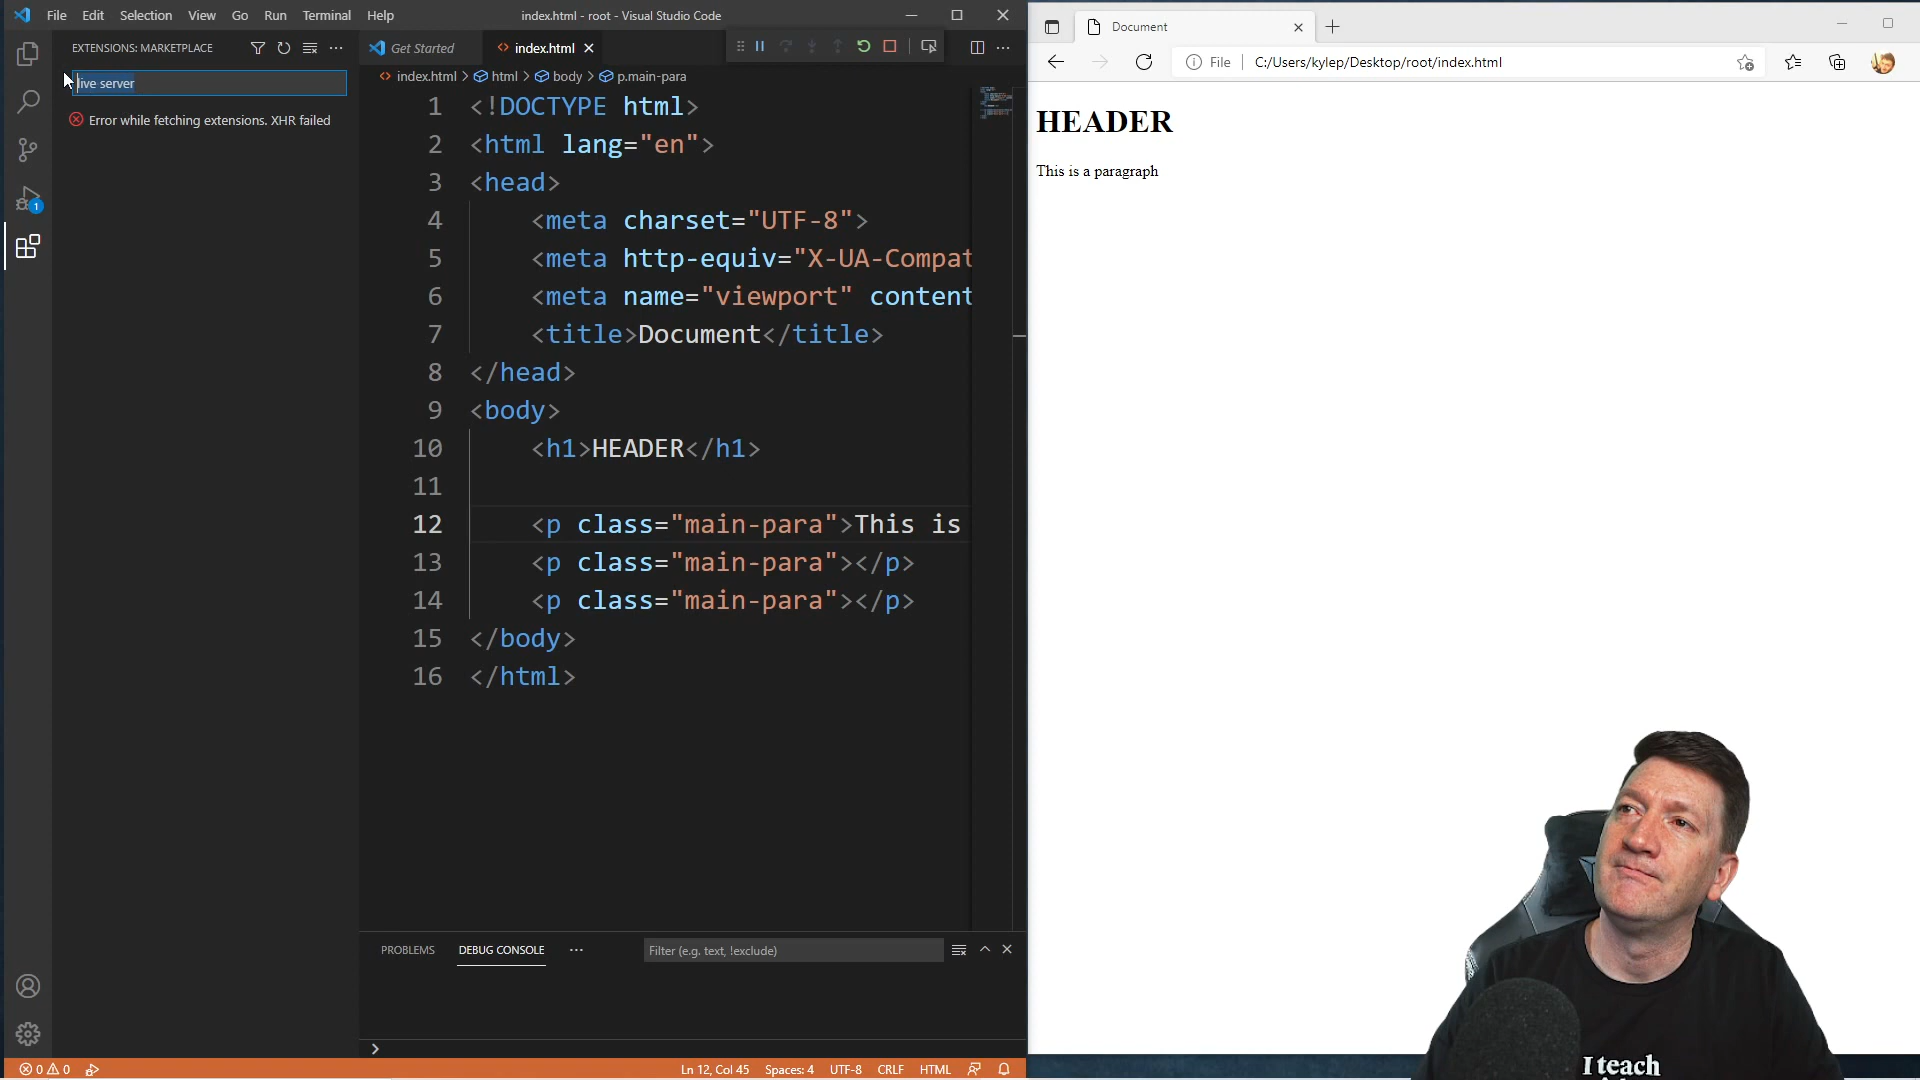 File Edit Selection View Go Run Terminal Help
index.html - root - Visual Studio Code
EXTENSIONS: MARKETPLACE
live server
Error while fetching extensions. XHR failed
1
Get Started
index.html
index.html > html > body > p.main-para
1 <!DOCTYPE html>
2 <html lang="en">
3 <head>
4 <meta charset="UTF-8">
5 <meta http-equiv="X-UA-Compat
6 <meta name="viewport" content
7 <title>Document</title>
8 </head>
9 <body>
10 <h1>HEADER</h1>
11
12 <p class="main-para">This is
13 <p class="main-para"></p>
14 <p class="main-para"></p>
15 </body>
16 </html>
PROBLEMS DEBUG CONSOLE
Filter (e.g. text, !exclude)
0 0
Ln 12, Col 45 Spaces: 4 UTF-8 CRLF HTML
Document
File C:/Users/kylep/Desktop/root/index.html
HEADER
This is a paragraph
I teach